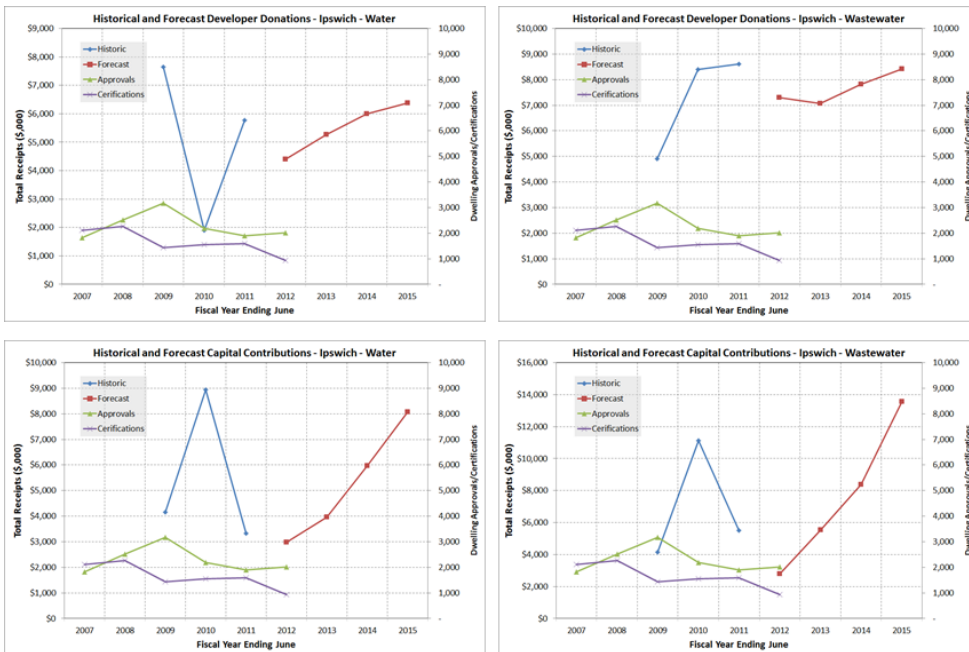 Historical and Forecast Developer Donations - Ipswich - Water
Total Receipts ($,000)
$9,000
$8,000
$7,000
$6,000
$5,000
$4,000
$3,000
$2,000
$1,000
$0
Historic
Forecast
Approvals
Cerifications
10,000
9,000
8,000
7,000
6,000
5,000
4,000
3,000
2,000
1,000
-
Dwelling Approvals/Certifications
2007 2008 2009 2010 2011 2012 2013 2014 2015
Fiscal Year Ending June
Historical and Forecast Developer Donations - Ipswich - Wastewater
Total Receipts ($,000)
$10,000
$9,000
$8,000
$7,000
$6,000
$5,000
$4,000
$3,000
$2,000
$1,000
$0
Historic
Forecast
Approvals
Cerifications
10,000
9,000
8,000
7,000
6,000
5,000
4,000
3,000
2,000
1,000
-
Dwelling Approvals/Certifications
2007 2008 2009 2010 2011 2012 2013 2014 2015
Fiscal Year Ending June
Historical and Forecast Capital Contributions - Ipswich - Water
Total Receipts ($,000)
$10,000
$9,000
$8,000
$7,000
$6,000
$5,000
$4,000
$3,000
$2,000
$1,000
$0
Historic
Forecast
Approvals
Cerifications
10,000
9,000
8,000
7,000
6,000
5,000
4,000
3,000
2,000
1,000
-
Dwelling Approvals/Certifications
2007 2008 2009 2010 2011 2012 2013 2014 2015
Fiscal Year Ending June
Historical and Forecast Capital Contributions - Ipswich - Wastewater
Total Receipts ($,000)
$16,000
$14,000
$12,000
$10,000
$8,000
$6,000
$4,000
$2,000
$0
Historic
Forecast
Approvals
Cerifications
10,000
9,000
8,000
7,000
6,000
5,000
4,000
3,000
2,000
1,000
-
Dwelling Approvals/Certifications
2007 2008 2009 2010 2011 2012 2013 2014 2015
Fiscal Year Ending June